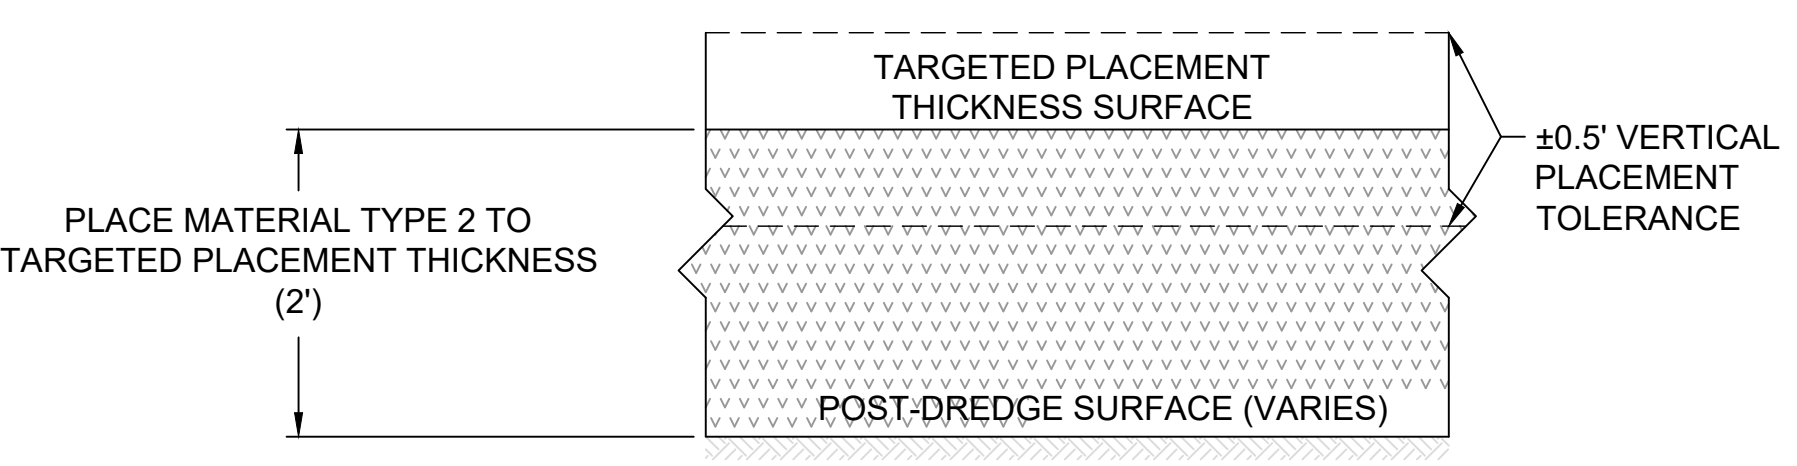 TARGETED PLACEMENT
THICKNESS SURFACE
±0.5' VERTICAL
PLACEMENT
TOLERANCE
PLACE MATERIAL TYPE 2 TO
TARGETED PLACEMENT THICKNESS
(2')
POST-DREDGE SURFACE (VARIES)